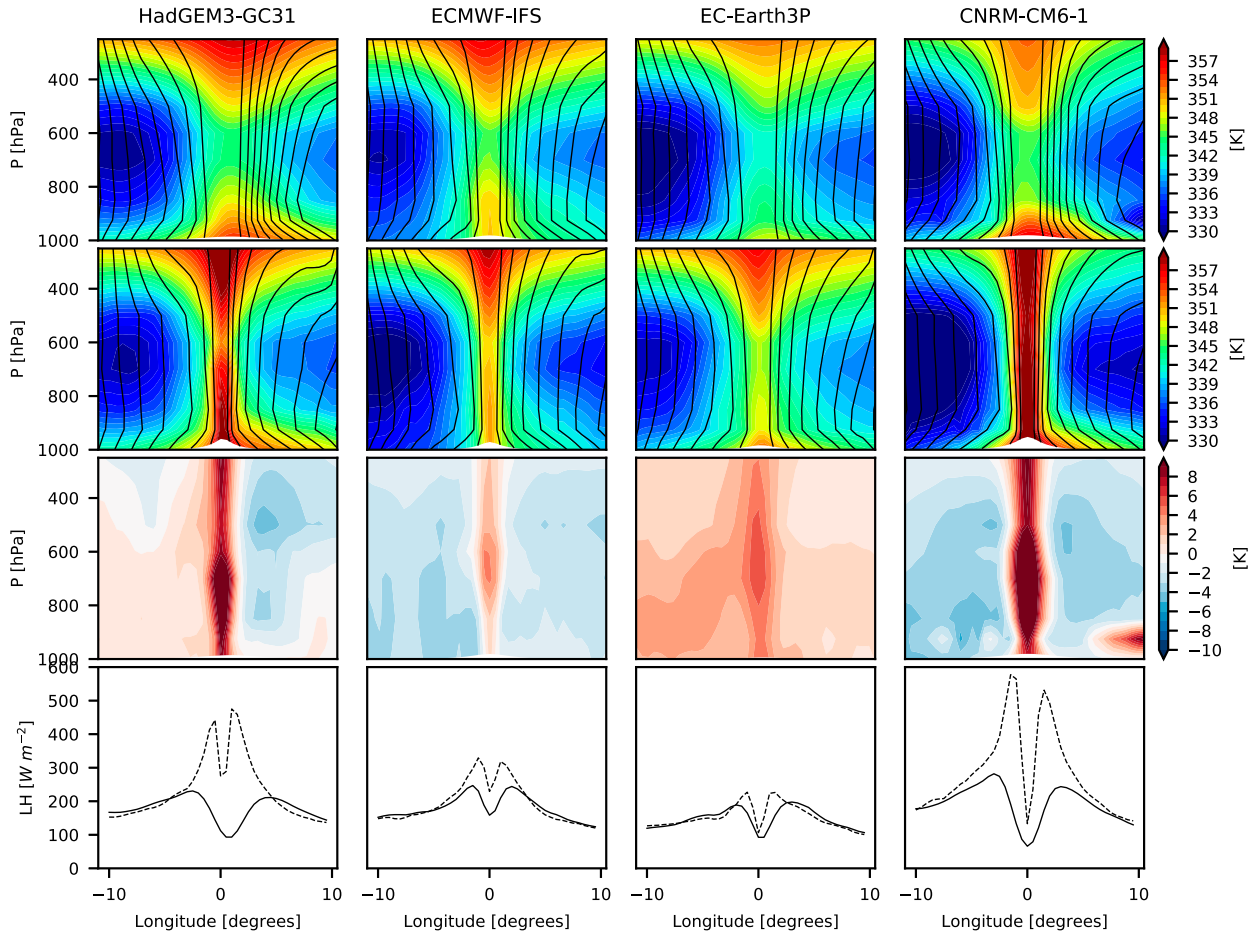 HadGEM3-GC31 ECMWF-IFS EC-Earth3P CNRM-CM6-1
P [hPa] 400 600 800 1000
357 354 351 348 345 342 339 336 333 330 [K]
P [hPa] 400 600 800 1000
357 354 351 348 345 342 339 336 333 330 [K]
P [hPa] 400 600 800 1000
8 6 4 2 0 −2 −4 −6 −8 −10 [K]
LH [W m−2] 600 500 400 300 200 100 0
−10 0 10 −10 0 10 −10 0 10 −10 0 10
Longitude [degrees] Longitude [degrees] Longitude [degrees] Longitude [degrees]